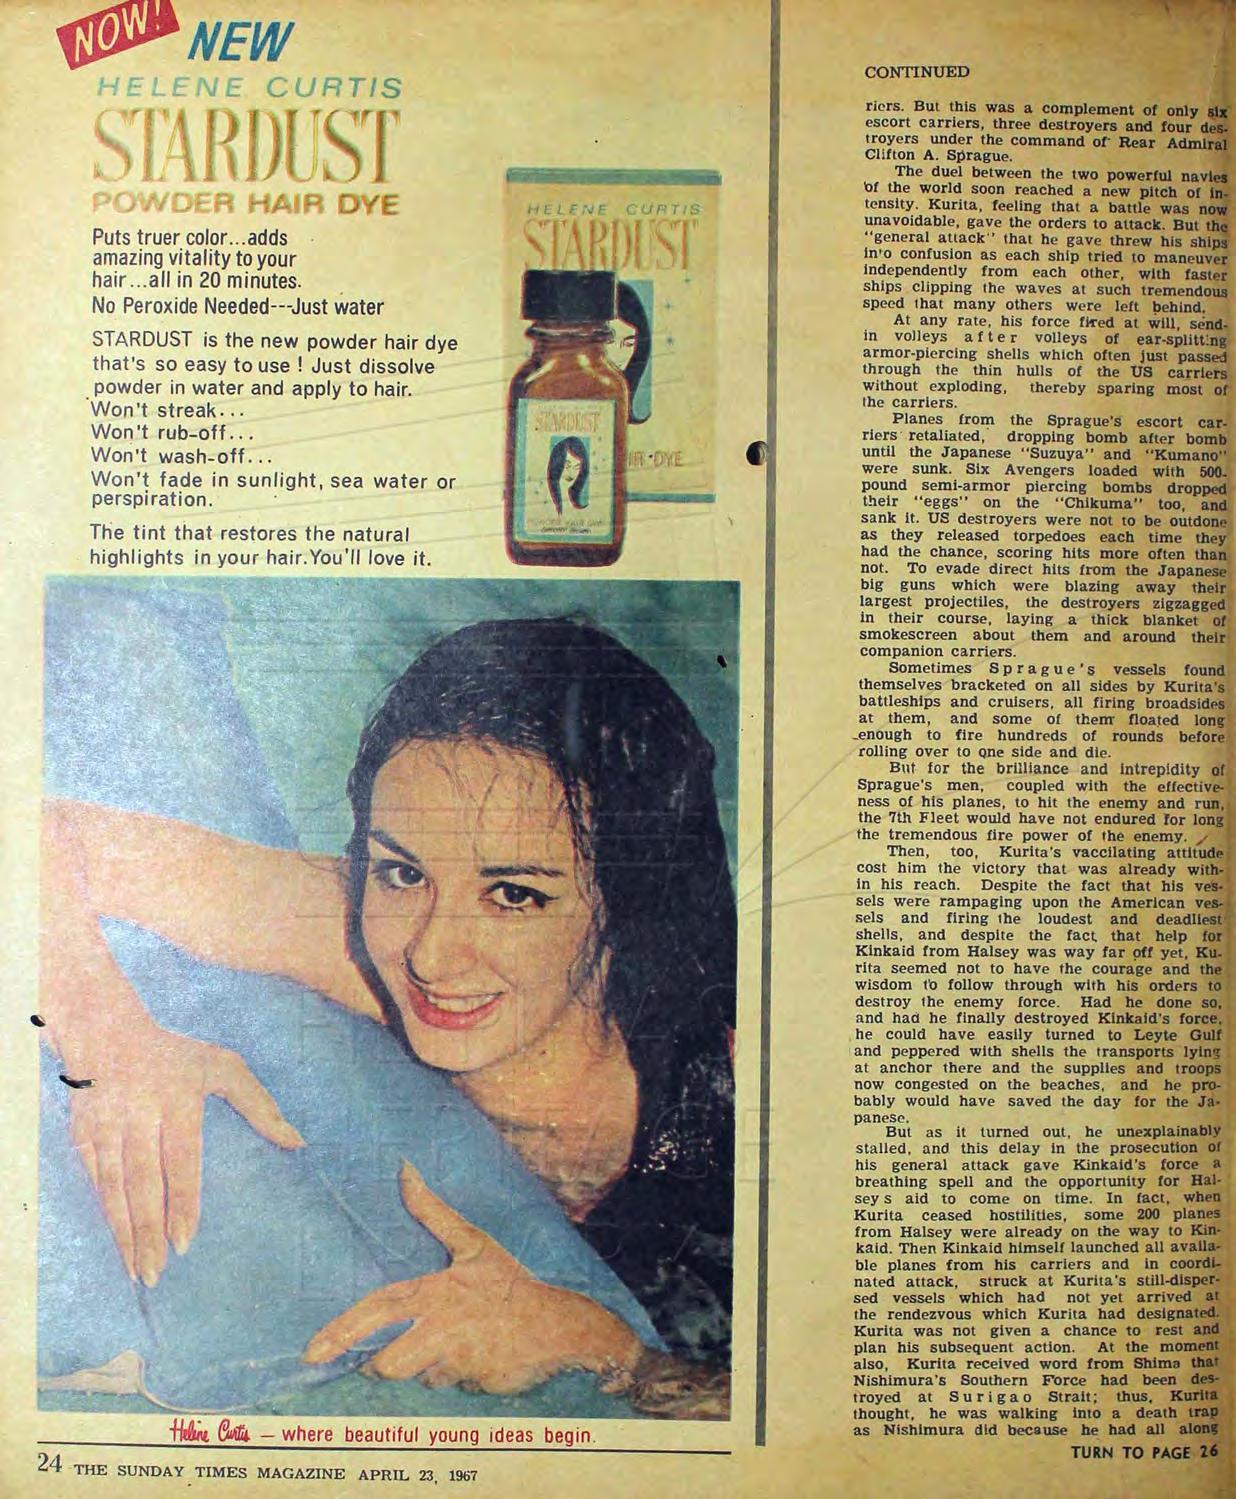 NOW!
NEW
HELENE CURTIS
STARDUST
POWDER HAIR DYE
Puts truer color...adds
amazing vitality to your
hair...all in 20 minutes.
No Peroxide Needed---Just water
STARDUST is the new powder hair dye
that's so easy to use ! Just dissolve
powder in water and apply to hair.
Won't streak...
Won't rub-off...
Won't wash-off...
Won't fade in sunlight, sea water or
perspiration.
The tint that restores the natural
highlights in your hair. You'll love it.
HELENE CURTIS
STARDUST
IR DYE
STARDUST
POWDER HAIR DYE
Helene Curtis – where beautiful young ideas begin.
24 THE SUNDAY TIMES MAGAZINE APRIL 23, 1967
CONTINUED
riers. But this was a complement of only six
escort carriers, three destroyers and four des-
troyers under the command of Rear Admiral
Clifton A. Sprague.
The duel between the two powerful navies
of the world soon reached a new pitch of in-
tensity. Kurita, feeling that a battle was now
unavoidable, gave the orders to attack. But the
"general attack" that he gave threw his ships
in'o confusion as each ship tried to maneuver
independently from each other, with faster
ships clipping the waves at such tremendous
speed that many others were left behind.
At any rate, his force fired at will, send-
in volleys after volleys of ear-splitting
armor-piercing shells which often just passed
through the thin hulls of the US carriers
without exploding, thereby sparing most of
the carriers.
Planes from the Sprague's escort car-
riers retaliated, dropping bomb after bomb
until the Japanese "Suzuya" and "Kumano"
were sunk. Six Avengers loaded with 500-
pound semi-armor piercing bombs dropped
their "eggs" on the "Chikuma" too, and
sank it. US destroyers were not to be outdone
as they released torpedoes each time they
had the chance, scoring hits more often than
not. To evade direct hits from the Japanese
big guns which were blazing away their
largest projectiles, the destroyers zigzagged
in their course, laying a thick blanket of
smokescreen about them and around their
companion carriers.
Sometimes Sprague's vessels found
themselves bracketed on all sides by Kurita's
battleships and cruisers, all firing broadsides
at them, and some of them floated long
enough to fire hundreds of rounds before
rolling over to one side and die.
But for the brilliance and intrepidity of
Sprague's men, coupled with the effective-
ness of his planes, to hit the enemy and run,
the 7th Fleet would have not endured for long
the tremendous fire power of the enemy.
Then, too, Kurita's vaccilating attitude
cost him the victory that was already with-
in his reach. Despite the fact that his ves-
sels were rampaging upon the American ves-
sels and firing the loudest and deadliest
shells, and despite the fact that help for
Kinkaid from Halsey was way far off yet, Ku-
rita seemed not to have the courage and the
wisdom to follow through with his orders to
destroy the enemy force. Had he done so,
and had he finally destroyed Kinkaid's force,
he could have easily turned to Leyte Gulf
and peppered with shells the transports lying
at anchor there and the supplies and troops
now congested on the beaches, and he pro-
bably would have saved the day for the Ja-
panese.
But as it turned out, he unexplainably
stalled, and this delay in the prosecution of
his general attack gave Kinkaid's force a
breathing spell and the opportunity for Hal-
sey s aid to come on time. In fact, when
Kurita ceased hostilities, some 200 planes
from Halsey were already on the way to Kin-
kaid. Then Kinkaid himself launched all availa-
ble planes from his carriers and in coordi-
nated attack, struck at Kurita's still-disper-
sed vessels which had not yet arrived at
the rendezvous which Kurita had designated.
Kurita was not given a chance to rest and
plan his subsequent action. At the moment
also, Kurita received word from Shima that
Nishimura's Southern Force had been des-
troyed at Surigao Strait; thus, Kurita
thought, he was walking into a death trap
as Nishimura did because he had all along
TURN TO PAGE 26